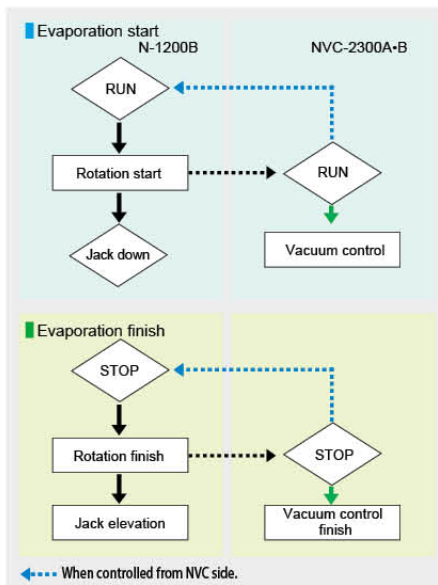 Evaporation start
N-1200B
NVC-2300A•B
RUN
Rotation start
RUN
Jack down
Vacuum control
Evaporation finish
STOP
Rotation finish
STOP
Jack elevation
Vacuum control
finish
When controlled from NVC side.